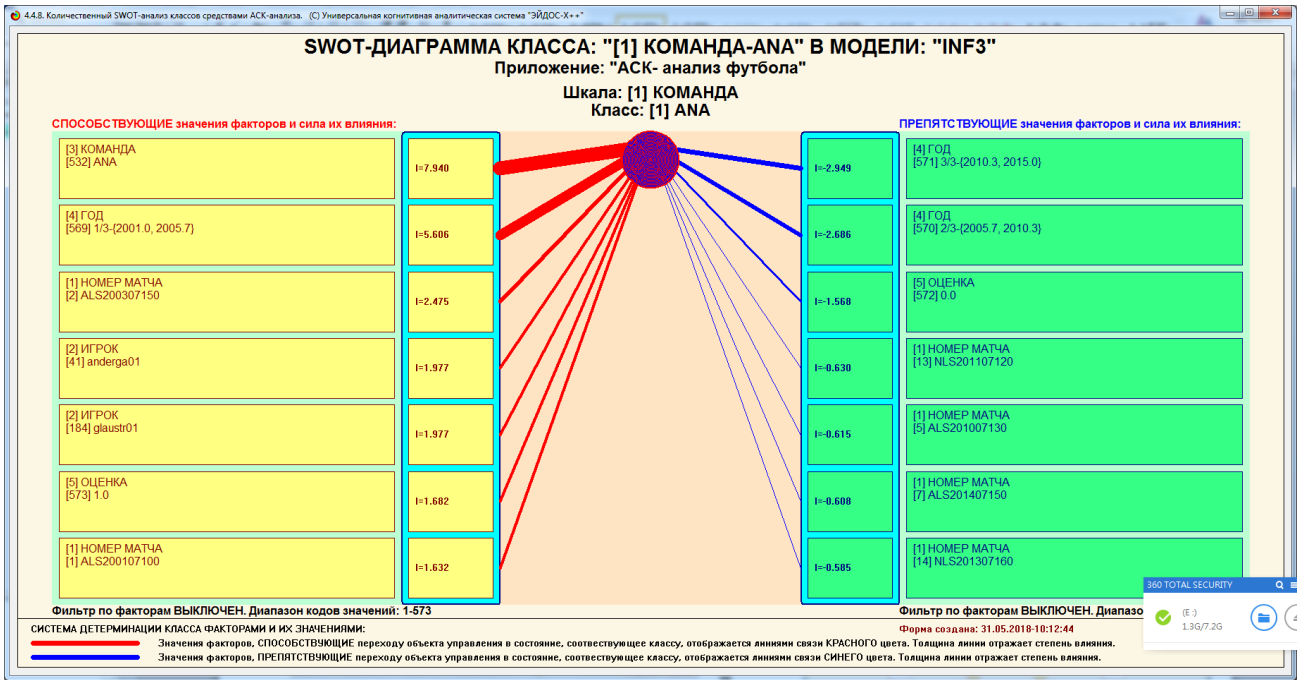 4.4.8. Количественный SWOT-анализ классов средствами АСК-анализа. (C) Универсальная когнитивная аналитическая система "ЭЙДОС-X++"
SWOT-ДИАГРАММА КЛАССА: "[1] КОМАНДА-ANA" В МОДЕЛИ: "INF3"
Приложение: "АСК- анализ футбола"
Шкала: [1] КОМАНДА
Класс: [1] ANA
СПОСОБСТВУЮЩИЕ значения факторов и сила их влияния:
[3] КОМАНДА
[532] ANA
I=7.940
[4] ГОД
[569] 1/3-{2001.0, 2005.7}
I=5.606
[1] НОМЕР МАТЧА
[2] ALS200307150
I=2.475
[2] ИГРОК
[41] anderga01
I=1.977
[2] ИГРОК
[184] glaustr01
I=1.977
[5] ОЦЕНКА
[573] 1.0
I=1.682
[1] НОМЕР МАТЧА
[1] ALS200107100
I=1.632
ПРЕПЯТСТВУЮЩИЕ значения факторов и сила их влияния:
I=-2.949
[4] ГОД
[571] 3/3-{2010.3, 2015.0}
I=-2.686
[4] ГОД
[570] 2/3-{2005.7, 2010.3}
I=-1.568
[5] ОЦЕНКА
[572] 0.0
I=-0.630
[1] НОМЕР МАТЧА
[13] NLS201107120
I=-0.615
[1] НОМЕР МАТЧА
[5] ALS201007130
I=-0.608
[1] НОМЕР МАТЧА
[7] ALS201407150
I=-0.585
[1] НОМЕР МАТЧА
[14] NLS201307160
360 TOTAL SECURITY
(E:)
1.3G/7.2G
Фильтр по факторам ВЫКЛЮЧЕН. Диапазон кодов значений: 1-573
Фильтр по факторам ВЫКЛЮЧЕН. Диапазо
СИСТЕМА ДЕТЕРМИНАЦИИ КЛАССА ФАКТОРАМИ И ИХ ЗНАЧЕНИЯМИ:
Форма создана: 31.05.2018-10:12:44
Значения факторов, СПОСОБСТВУЮЩИЕ переходу объекта управления в состояние, соотвествующее классу, отображается линиями связи КРАСНОГО цвета. Толщина линии отражает степень влияния.
Значения факторов, ПРЕПЯТСТВУЮЩИЕ переходу объекта управления в состояние, соотвествующее классу, отображается линиями связи СИНЕГО цвета. Толщина линии отражает степень влияния.